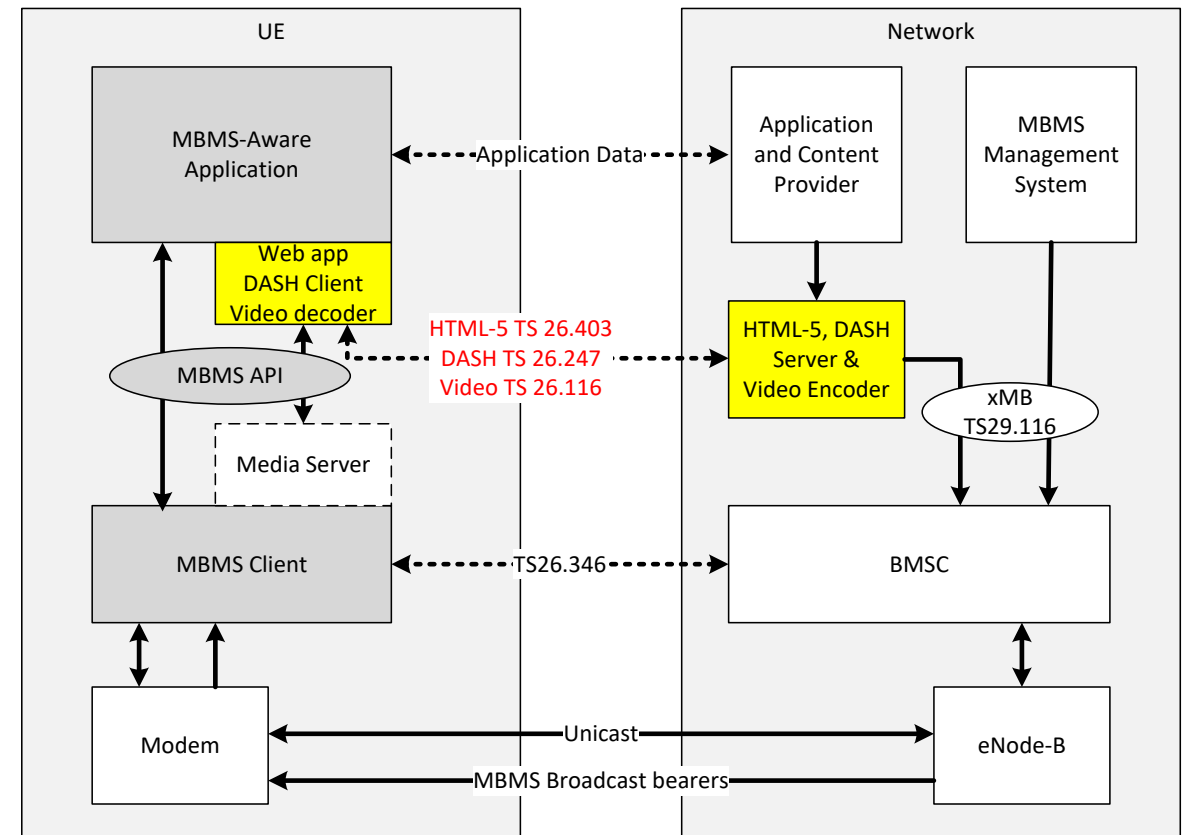 UE
Network
MBMS-Aware
Application
Application Data
Application
and Content
Provider
MBMS
Management
System
Web app
DASH Client
Video decoder
HTML-5 TS 26.403
DASH TS 26.247
Video TS 26.116
HTML-5, DASH
Server &
Video Encoder
MBMS API
xMB
TS29.116
Media Server
MBMS Client
TS26.346
BMSC
Modem
Unicast
eNode-B
MBMS Broadcast bearers